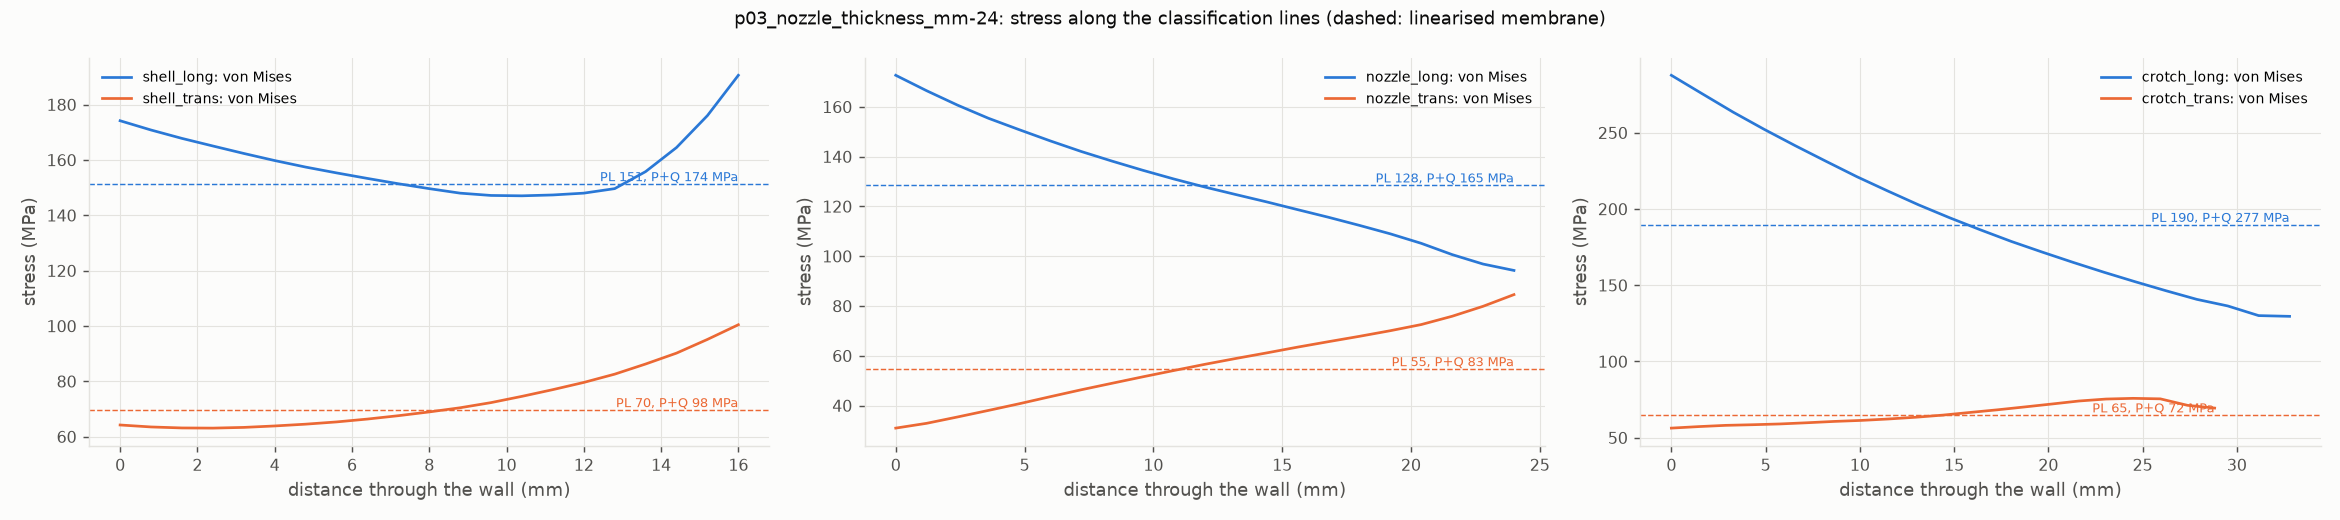 p03_nozzle_thickness_mm-24: stress along the classification lines (dashed: linearised membrane)
shell_long: von Mises
shell_trans: von Mises
PL 151, P+Q 174 MPa
PL 70, P+Q 98 MPa
stress (MPa)
180
160
140
120
100
80
60
0 2 4 6 8 10 12 14 16
distance through the wall (mm)
nozzle_long: von Mises
nozzle_trans: von Mises
PL 128, P+Q 165 MPa
PL 55, P+Q 83 MPa
stress (MPa)
160
140
120
100
80
60
40
0 5 10 15 20 25
distance through the wall (mm)
crotch_long: von Mises
crotch_trans: von Mises
PL 190, P+Q 277 MPa
PL 65, P+Q 72 MPa
stress (MPa)
250
200
150
100
50
0 5 10 15 20 25 30
distance through the wall (mm)